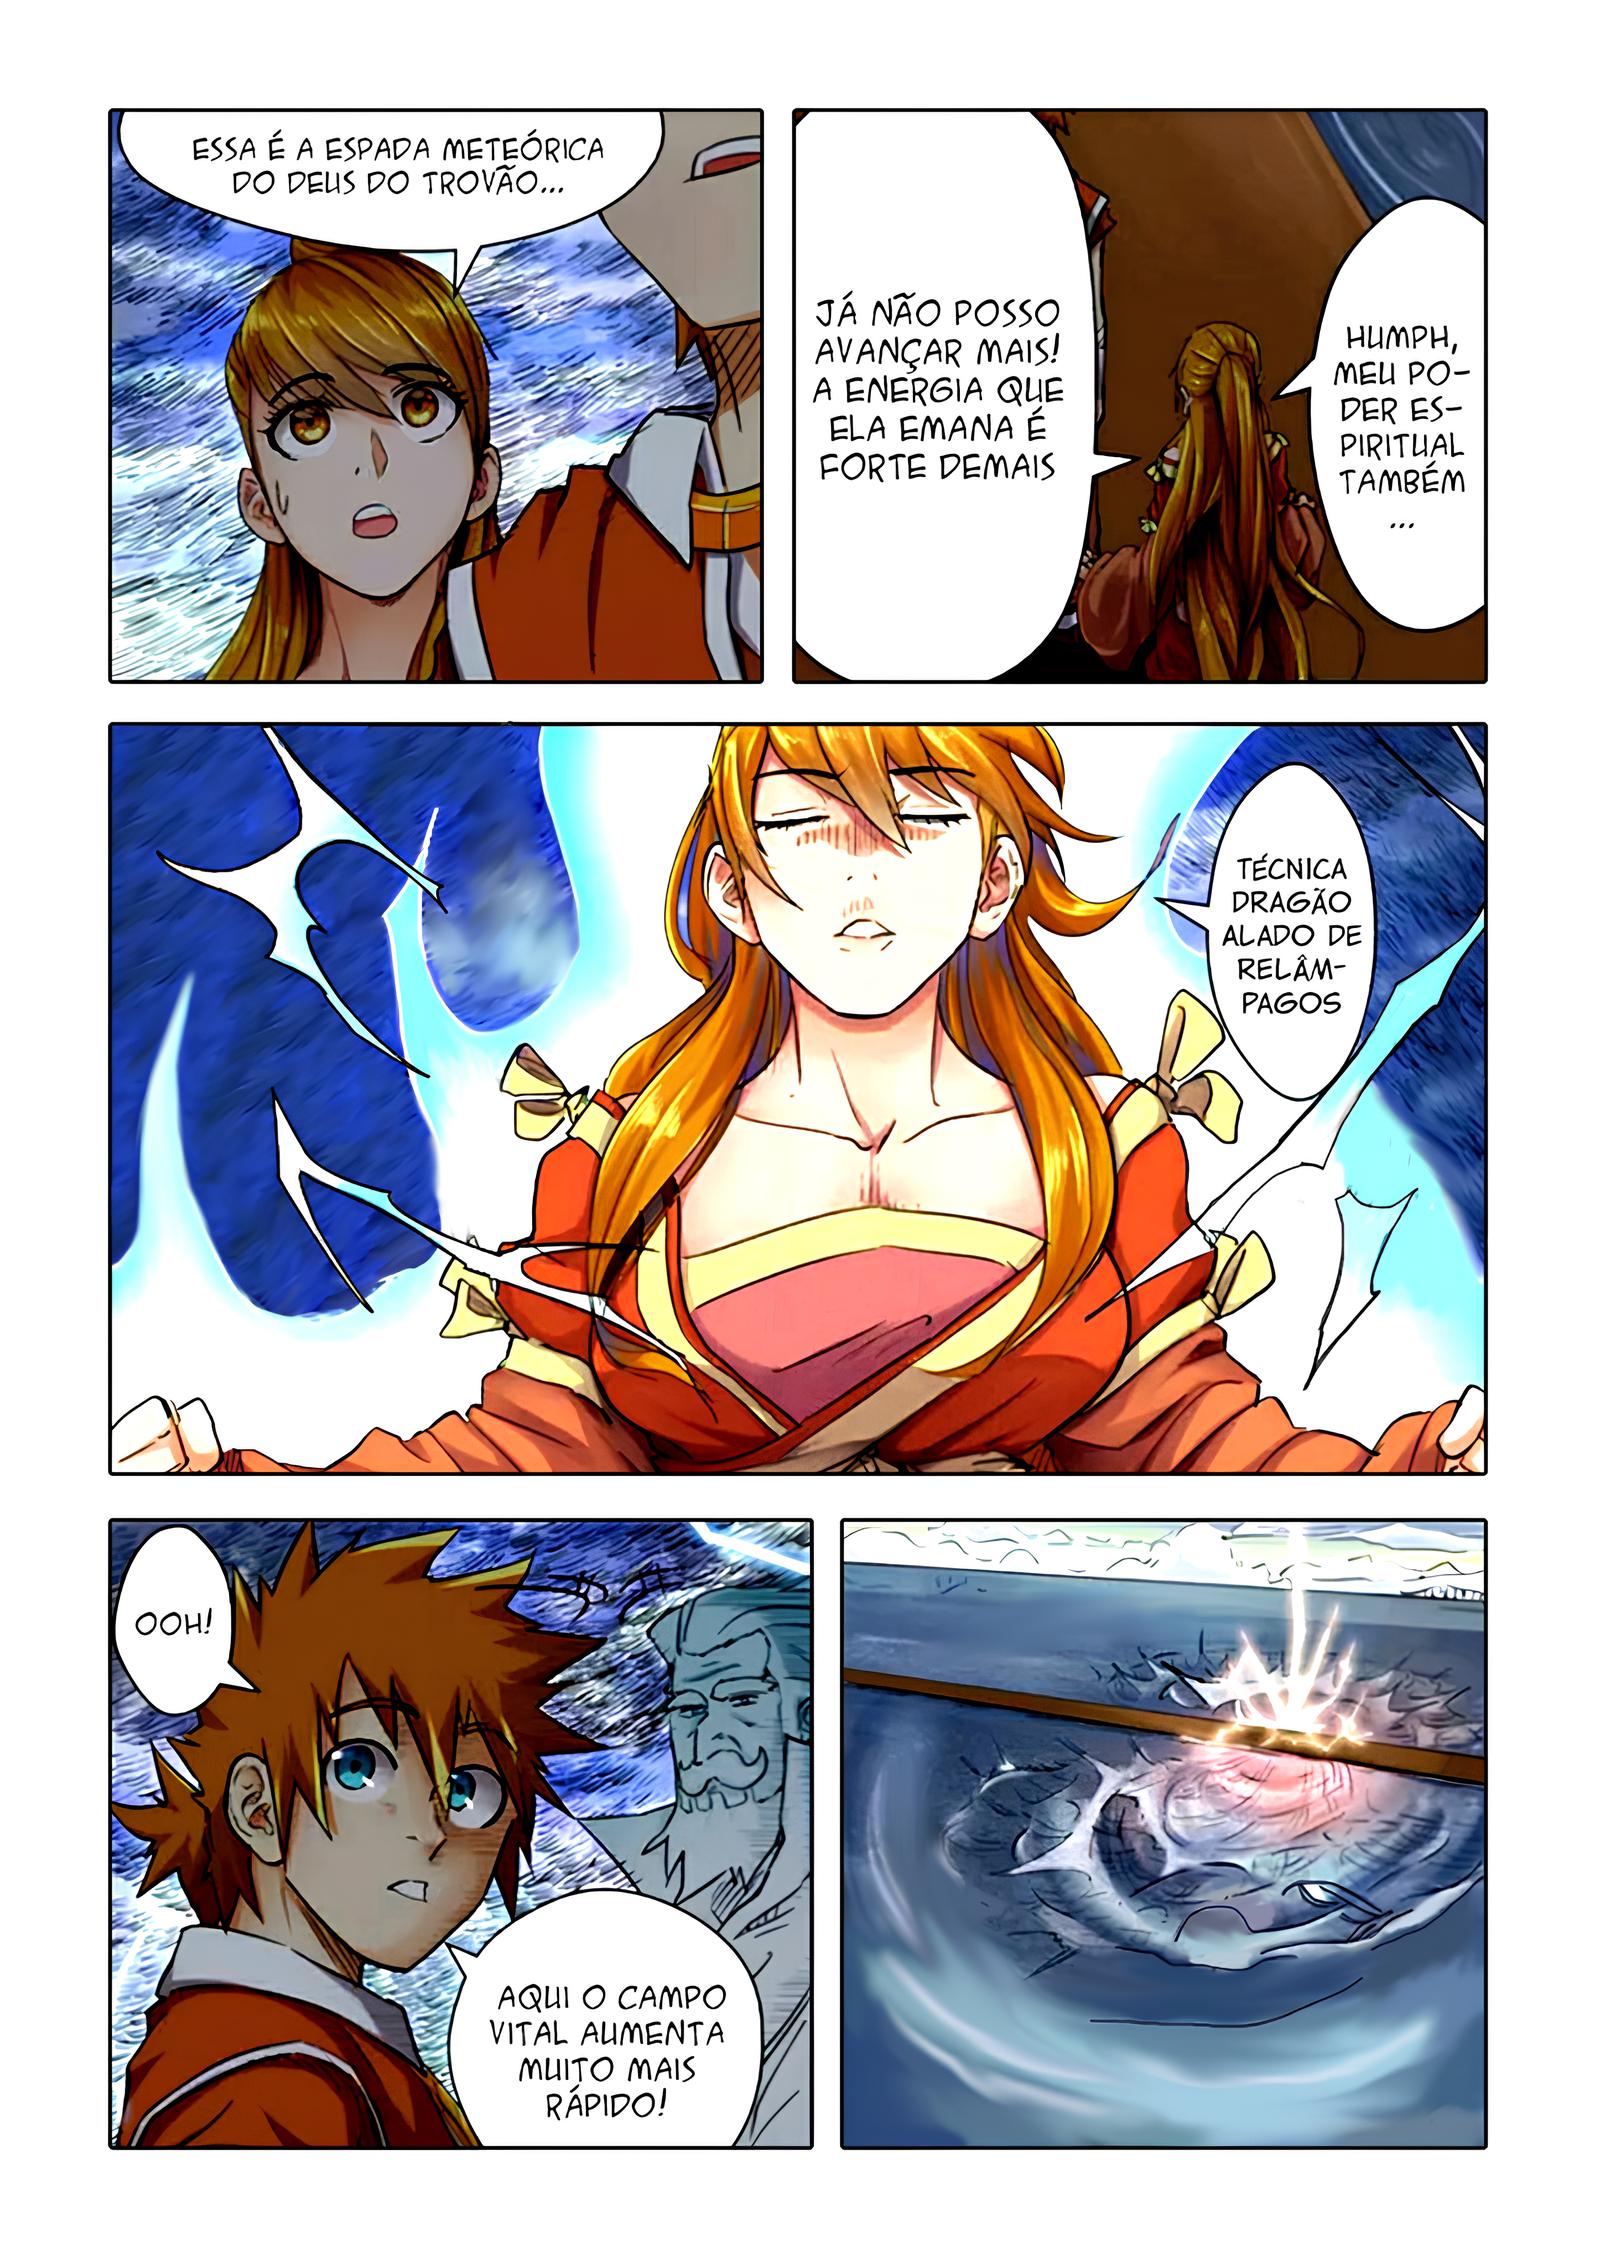 ESSA É A ESPADA METEÓRICA
DO DEUS DO TROVÃO...
JÁ NÃO POSSO
AVANÇAR MAIS!
A ENERGIA QUE
ELA EMANA É
FORTE DEMAIS
HUMPH,
MEU PO-
DER ES-
PIRITUAL
TAMBÉM
...
TÉCNICA
DRAGÃO
ALADO DE
RELÂM-
PAGOS
OOH!
AQUI O CAMPO
VITAL AUMENTA
MUITO MAIS
RÁPIDO!